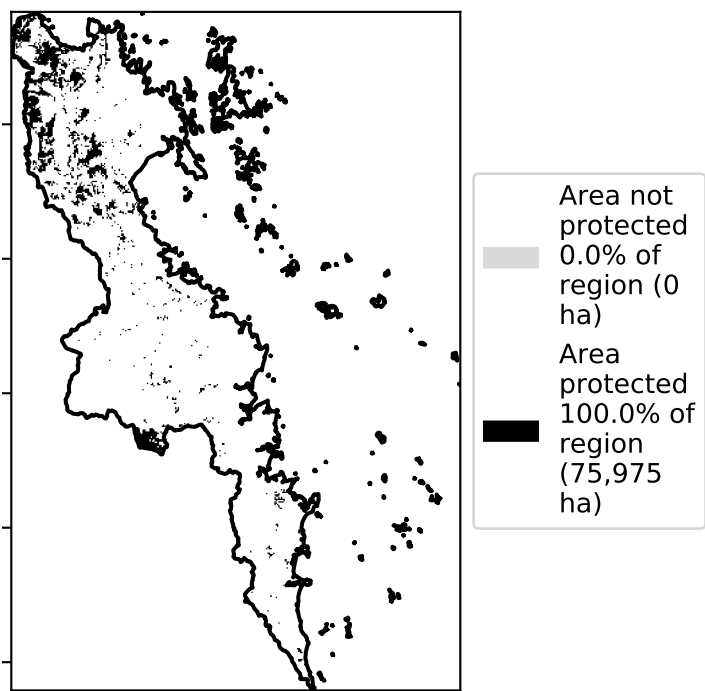 Area not
protected
0.0% of
region (0
ha)
Area
protected
100.0% of
region
(75,975
ha)